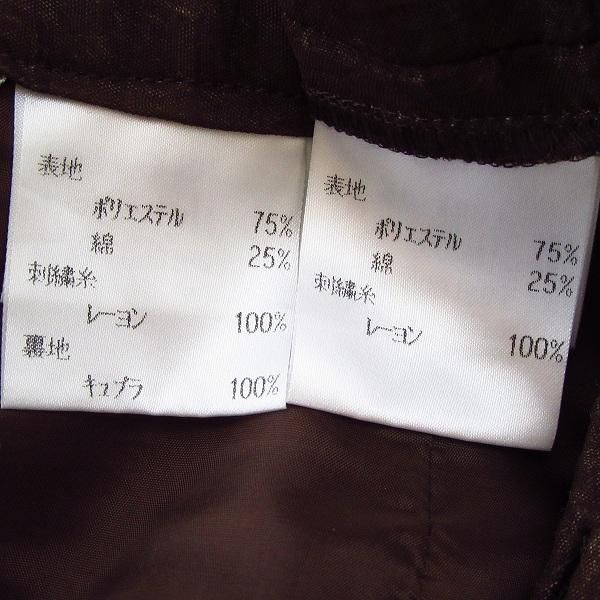 表地
ポリエステル 75%
綿 25%
刺繍糸
レーヨン 100%
裏地
キュプラ 100%
表地
ポリエステル 75%
綿 25%
刺繍糸
レーヨン 100%